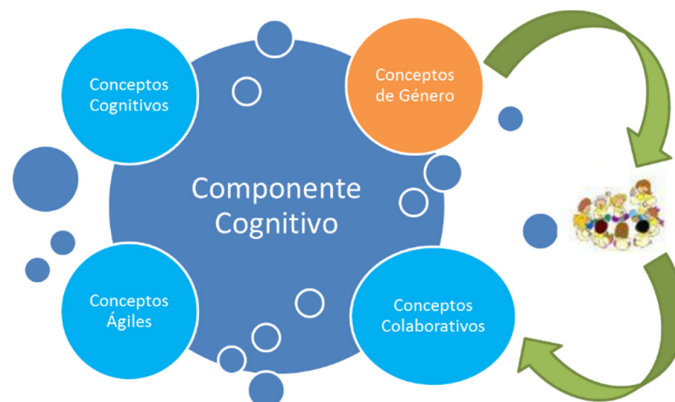 Conceptos
Cognitivos
Conceptos
de Género
Componente
Cognitivo
Conceptos
Ágiles
Conceptos
Colaborativos